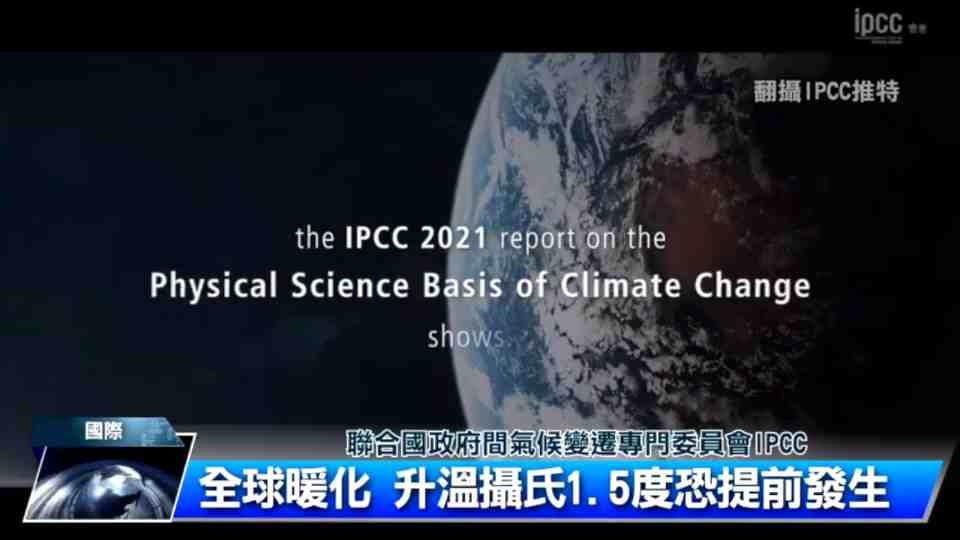 ipcc
翻攝IPCC推特
the IPCC 2021 report on the
Physical Science Basis of Climate Change
shows
國際
聯合國政府間氣候變遷專門委員會IPCC
全球暖化 升溫攝氏1.5度恐提前發生